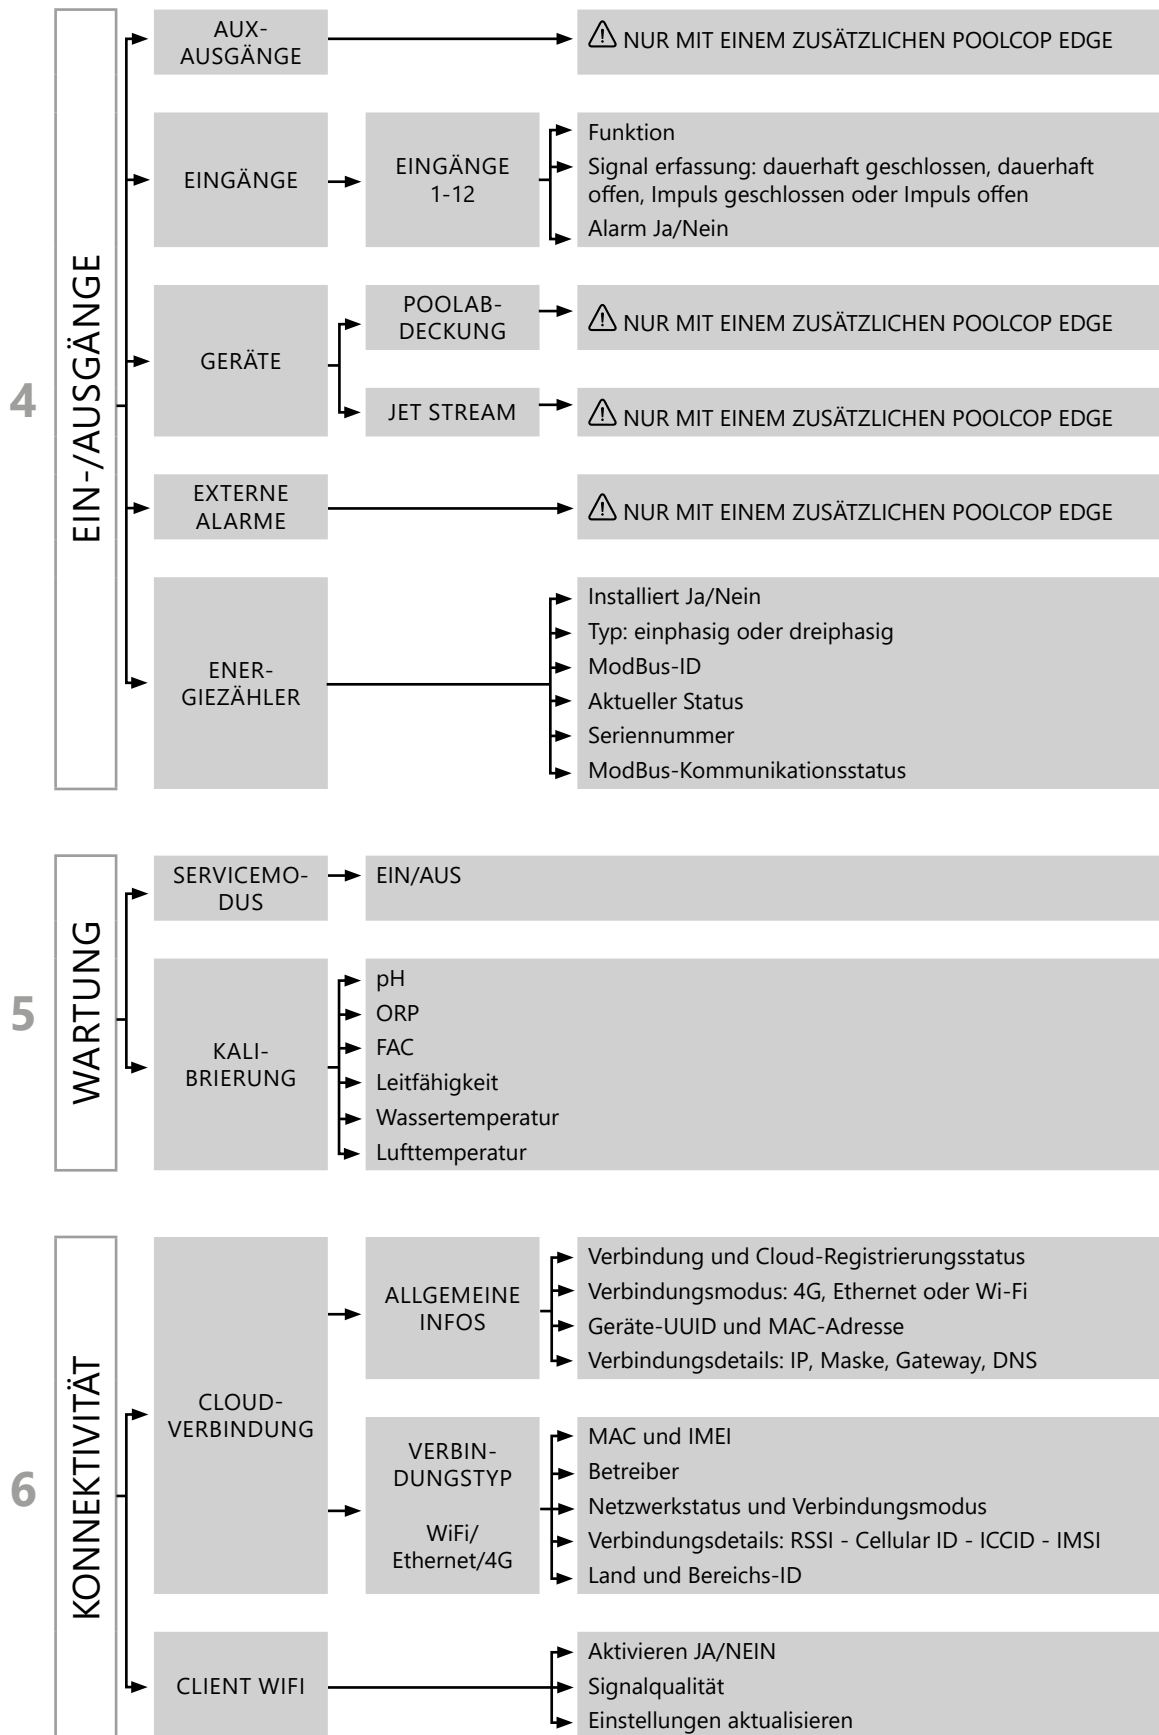 4
EIN-/AUSGÄNGE
AUX-
AUSGÄNGE
⚠ NUR MIT EINEM ZUSÄTZLICHEN POOLCOP EDGE
EINGÄNGE
EINGÄNGE
1-12
Funktion
Signal erfassung: dauerhaft geschlossen, dauerhaft
offen, Impuls geschlossen oder Impuls offen
Alarm Ja/Nein
GERÄTE
POOLAB-
DECKUNG
⚠ NUR MIT EINEM ZUSÄTZLICHEN POOLCOP EDGE
JET STREAM
⚠ NUR MIT EINEM ZUSÄTZLICHEN POOLCOP EDGE
EXTERNE
ALARME
⚠ NUR MIT EINEM ZUSÄTZLICHEN POOLCOP EDGE
ENER-
GIEZÄHLER
Installiert Ja/Nein
Typ: einphasig oder dreiphasig
ModBus-ID
Aktueller Status
Seriennummer
ModBus-Kommunikationsstatus
5
WARTUNG
SERVICEMO-
DUS
EIN/AUS
KALI-
BRIERUNG
pH
ORP
FAC
Leitfähigkeit
Wassertemperatur
Lufttemperatur
6
KONNEKTIVITÄT
CLOUD-
VERBINDUNG
ALLGEMEINE
INFOS
Verbindung und Cloud-Registrierungsstatus
Verbindungsmodus: 4G, Ethernet oder Wi-Fi
Geräte-UUID und MAC-Adresse
Verbindungsdetails: IP, Maske, Gateway, DNS
VERBIN-
DUNGSTYP
WiFi/
Ethernet/4G
MAC und IMEI
Betreiber
Netzwerkstatus und Verbindungsmodus
Verbindungsdetails: RSSI - Cellular ID - ICCID - IMSI
Land und Bereichs-ID
CLIENT WIFI
Aktivieren JA/NEIN
Signalqualität
Einstellungen aktualisieren